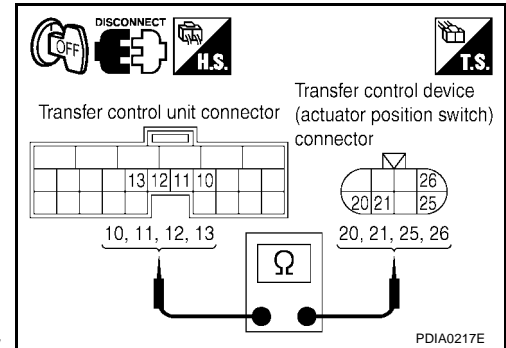 OFF
DISCONNECT
H.S.
T.S.
Transfer control unit connector
Transfer control device
(actuator position switch)
connector
13 12 11 10
26
20 21 25
10, 11, 12, 13
20, 21, 25, 26
Ω
PDIA0217E